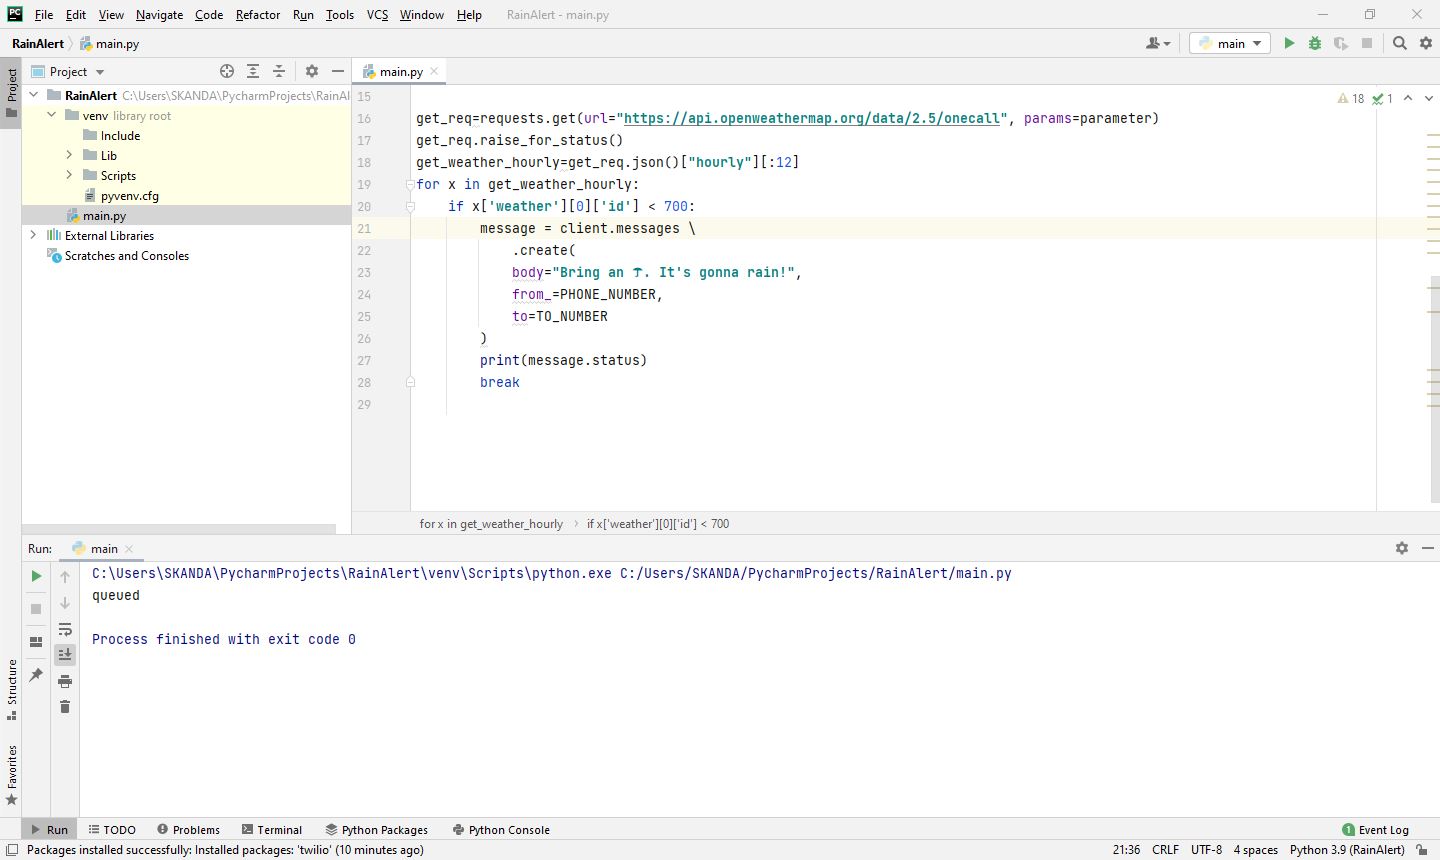 File Edit View Navigate Code Refactor Run Tools VCS Window Help RainAlert - main.py
RainAlert main.py main
Project main.py
RainAlert C:\Users\SKANDA\PycharmProjects\RainAl
venv library root
Include
Lib
Scripts
pyvenv.cfg
main.py
External Libraries
Scratches and Consoles
Project
Structure
Favorites
18 1
15
16 get_req=requests.get(url="https://api.openweathermap.org/data/2.5/onecall", params=parameter)
17 get_req.raise_for_status()
18 get_weather_hourly=get_req.json()["hourly"][:12]
19 for x in get_weather_hourly:
20 if x['weather'][0]['id'] < 700:
21 message = client.messages \
22 .create(
23 body="Bring an ☂. It's gonna rain!",
24 from_=PHONE_NUMBER,
25 to=TO_NUMBER
26 )
27 print(message.status)
28 break
29
for x in get_weather_hourly › if x['weather'][0]['id'] < 700
Run: main
C:\Users\SKANDA\PycharmProjects\RainAlert\venv\Scripts\python.exe C:/Users/SKANDA/PycharmProjects/RainAlert/main.py
queued
Process finished with exit code 0
Run TODO Problems Terminal Python Packages Python Console 1 Event Log
Packages installed successfully: Installed packages: 'twilio' (10 minutes ago) 21:36 CRLF UTF-8 4 spaces Python 3.9 (RainAlert)